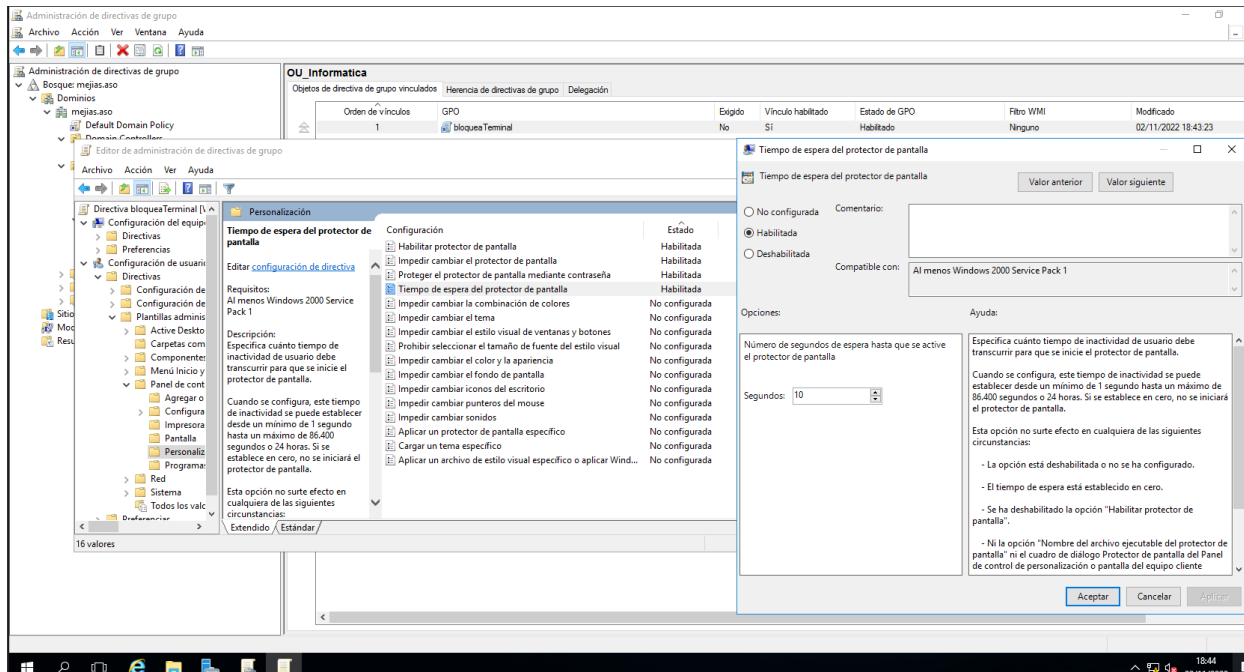 Administración de directivas de grupo
Archivo Acción Ver Ventana Ayuda
Administración de directivas de grupo
Bosque: mejias.aso
Dominios
mejias.aso
Default Domain Policy
Domain Controllers
OU_Informatica
Objetos de directiva de grupo vinculados Herencia de directivas de grupo Delegación
Orden de vínculos GPO Exigido Vínculo habilitado Estado de GPO Filtro WMI Modificado
1 bloqueaTerminal No Sí Habilitado Ninguno 02/11/2022 18:43:23
Sitio
Resu
Editor de administración de directivas de grupo
Archivo Acción Ver Ayuda
Directiva bloqueaTerminal
Configuración del equip
Directivas
Preferencias
Configuración de usuari
Directivas
Configuración de
Configuración de
Plantillas adminis
Active Deskto
Carpetas com
Componentes
Menú Inicio y
Panel de cont
Agregar o
Configura
Impresora
Pantalla
Personaliz
Programa
Red
Sistema
Todos los valc
Preferencias
Personalización
Tiempo de espera del protector de
pantalla
Editar configuración de directiva
Requisitos:
Al menos Windows 2000 Service
Pack 1
Descripción:
Especifica cuánto tiempo de
inactividad de usuario debe
transcurrir para que se inicie el
protector de pantalla.
Cuando se configura, este tiempo
de inactividad se puede establecer
desde un mínimo de 1 segundo
hasta un máximo de 86.400
segundos o 24 horas. Si se
establece en cero, no se iniciará el
protector de pantalla.
Esta opción no surte efecto en
cualquiera de las siguientes
circunstancias:
Configuración Estado
Habilitar protector de pantalla Habilitada
Impedir cambiar el protector de pantalla Habilitada
Proteger el protector de pantalla mediante contraseña Habilitada
Tiempo de espera del protector de pantalla Habilitada
Impedir cambiar la combinación de colores No configurada
Impedir cambiar el tema No configurada
Impedir cambiar el estilo visual de ventanas y botones No configurada
Prohibir seleccionar el tamaño de fuente del estilo visual No configurada
Impedir cambiar el color y la apariencia No configurada
Impedir cambiar el fondo de pantalla No configurada
Impedir cambiar iconos del escritorio No configurada
Impedir cambiar punteros del mouse No configurada
Impedir cambiar sonidos No configurada
Aplicar un protector de pantalla específico No configurada
Cargar un tema específico No configurada
Aplicar un archivo de estilo visual específico o aplicar Wind... No configurada
Extendido Estándar
16 valores
Tiempo de espera del protector de pantalla
Tiempo de espera del protector de pantalla
Valor anterior Valor siguiente
No configurada Comentario:
Habilitada
Deshabilitada
Compatible con: Al menos Windows 2000 Service Pack 1
Opciones: Ayuda:
Número de segundos de espera hasta que se active
el protector de pantalla
Segundos: 10
Especifica cuánto tiempo de inactividad de usuario debe
transcurrir para que se inicie el protector de pantalla.
Cuando se configura, este tiempo de inactividad se puede
establecer desde un mínimo de 1 segundo hasta un máximo de
86.400 segundos o 24 horas. Si se establece en cero, no se iniciará
el protector de pantalla.
Esta opción no surte efecto en cualquiera de las siguientes
circunstancias:
- La opción está deshabilitada o no se ha configurado.
- El tiempo de espera está establecido en cero.
- Se ha deshabilitado la opción "Habilitar protector de
pantalla".
- Ni la opción "Nombre del archivo ejecutable del protector de
pantalla" ni el cuadro de diálogo Protector de pantalla del Panel
de control de personalización o pantalla del equipo cliente
Aceptar Cancelar Aplicar
18:44